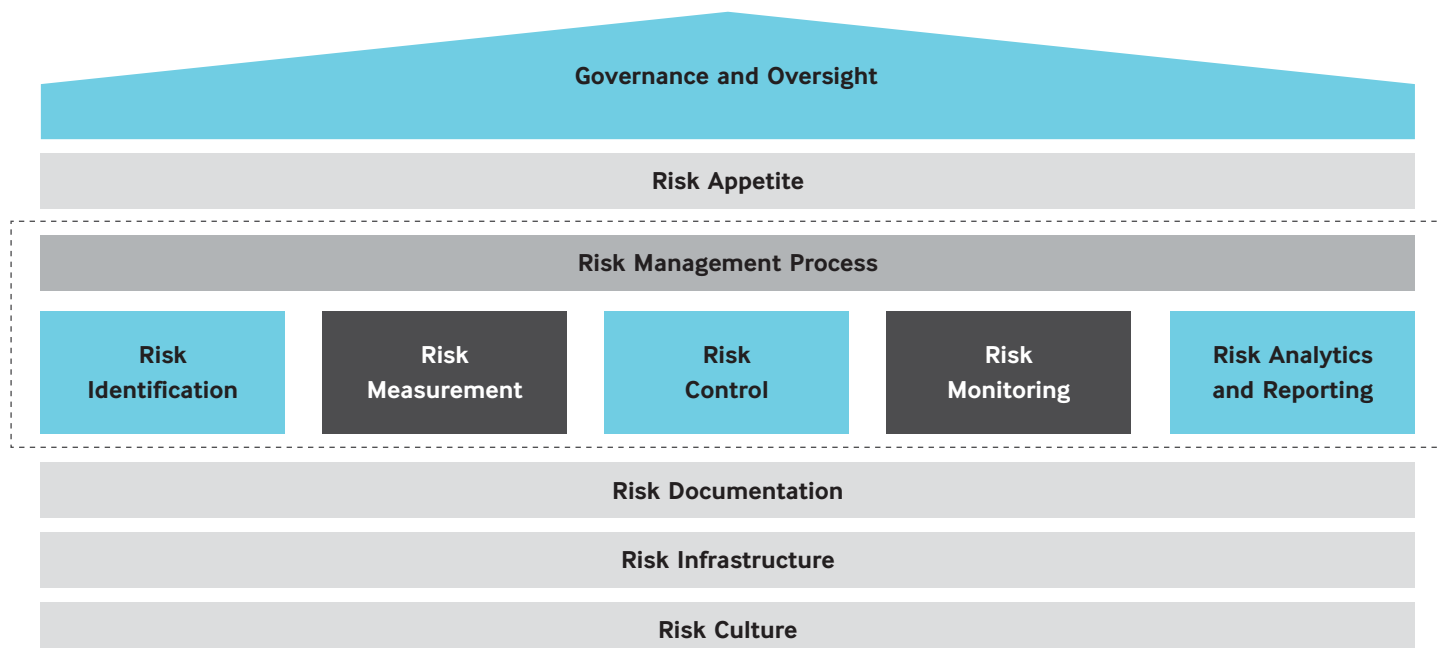 Governance and Oversight
Risk Appetite
Risk Management Process
Risk
Identification
Risk
Measurement
Risk
Control
Risk
Monitoring
Risk Analytics
and Reporting
Risk Documentation
Risk Infrastructure
Risk Culture